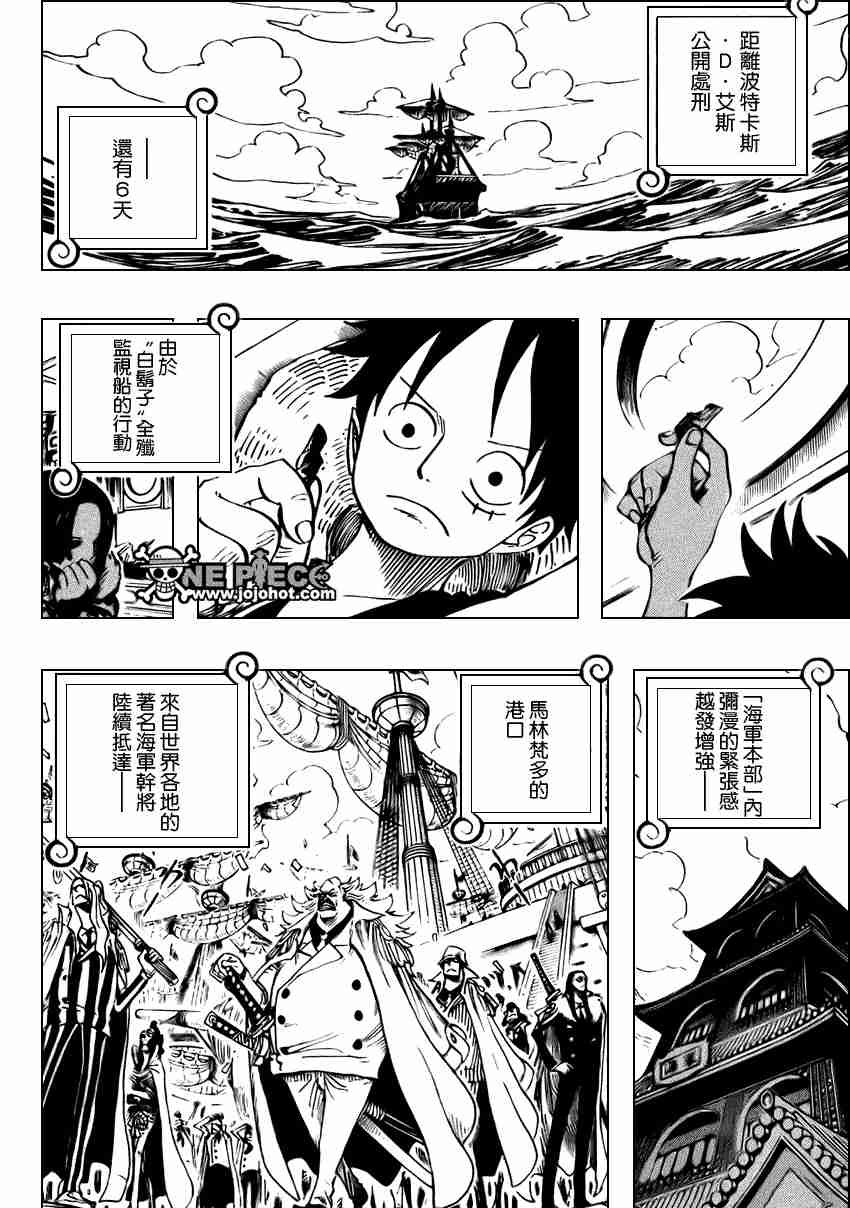 距離波特卡斯
．D．艾斯
公開處刑
——
還有6天
由於
"白鬍子"全殲
監視船的行動
ONE PIECE
www.jojohot.com
「海軍本部」內
彌漫的緊張感
越發增強——
馬林梵多的
港口
來自世界各地的
著名海軍幹將
陸續抵達——